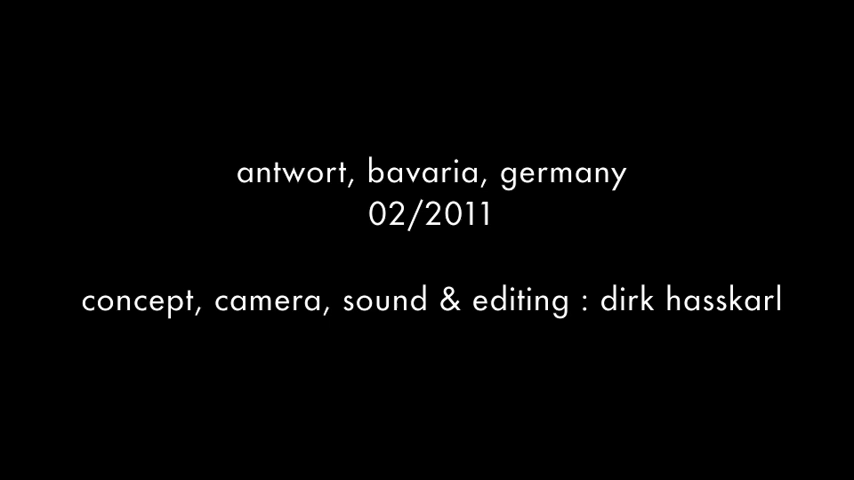 antwort, bavaria, germany
02/2011
concept, camera, sound & editing : dirk hasskarl